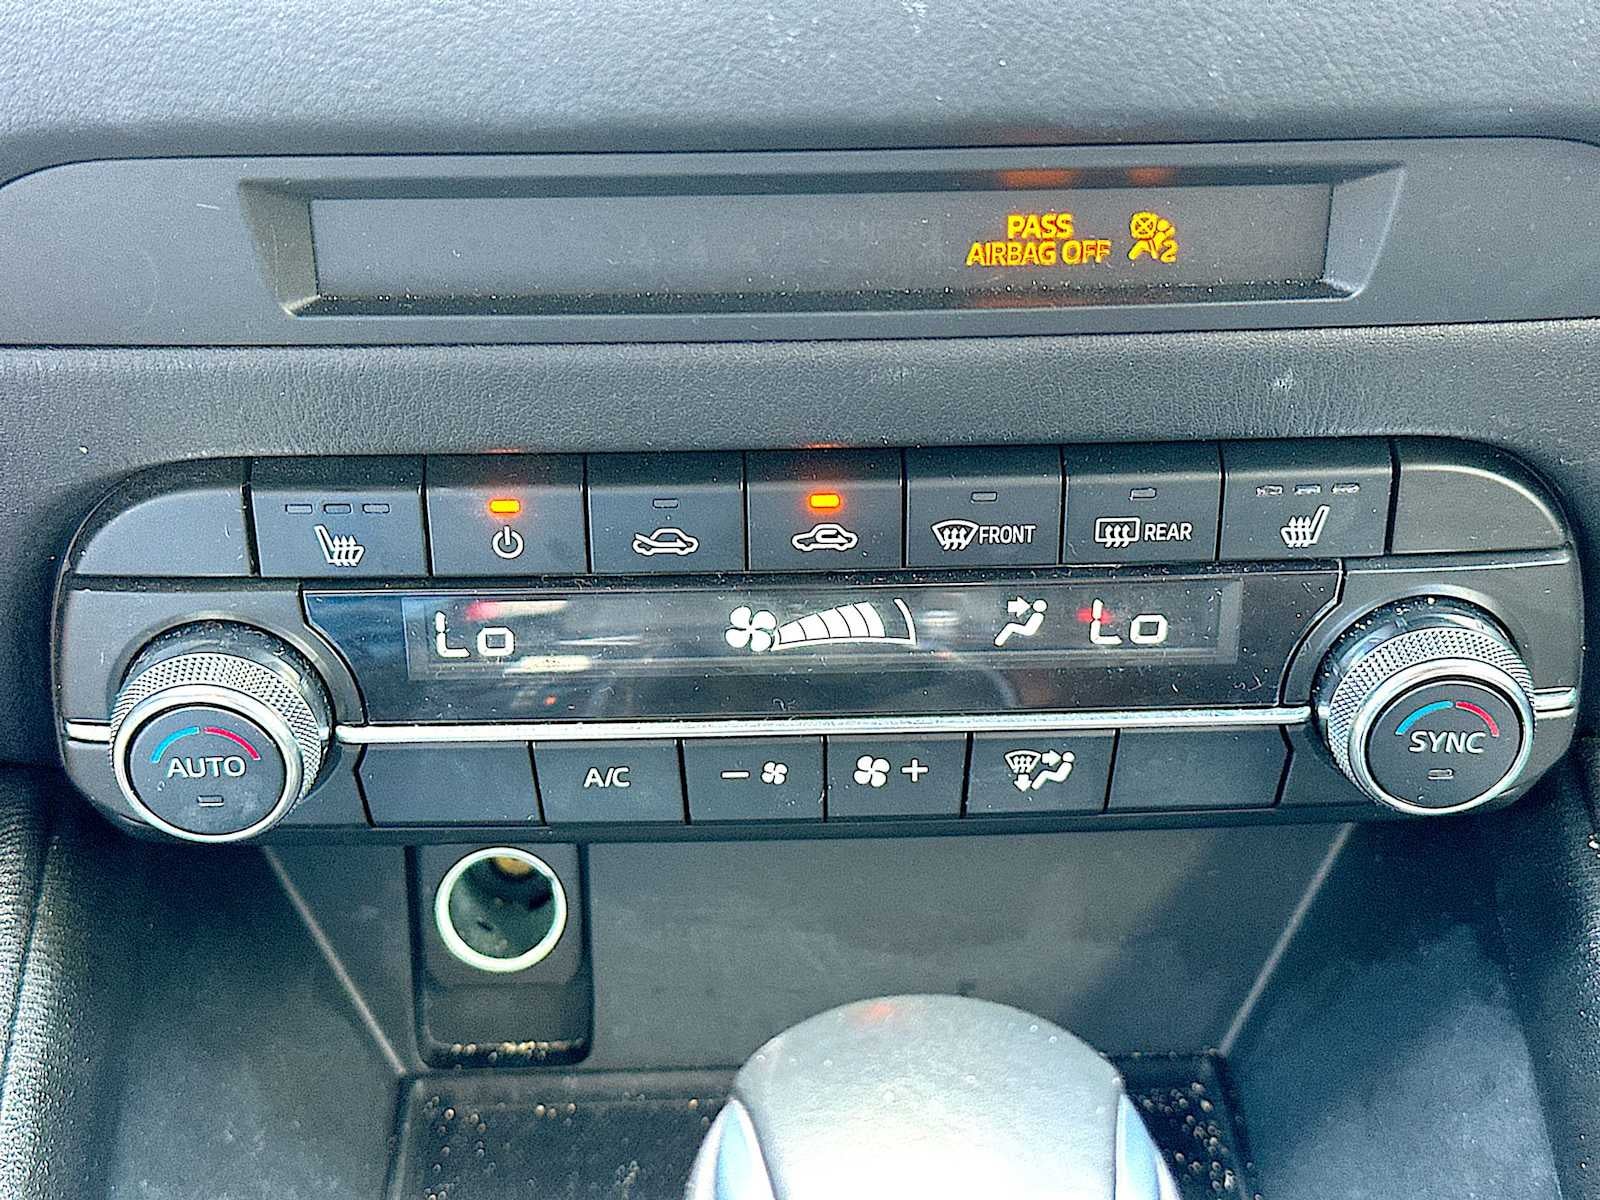 PASS
AIRBAG OFF 2
FRONT
REAR
Lo
Lo
AUTO
A/C
- +
SYNC